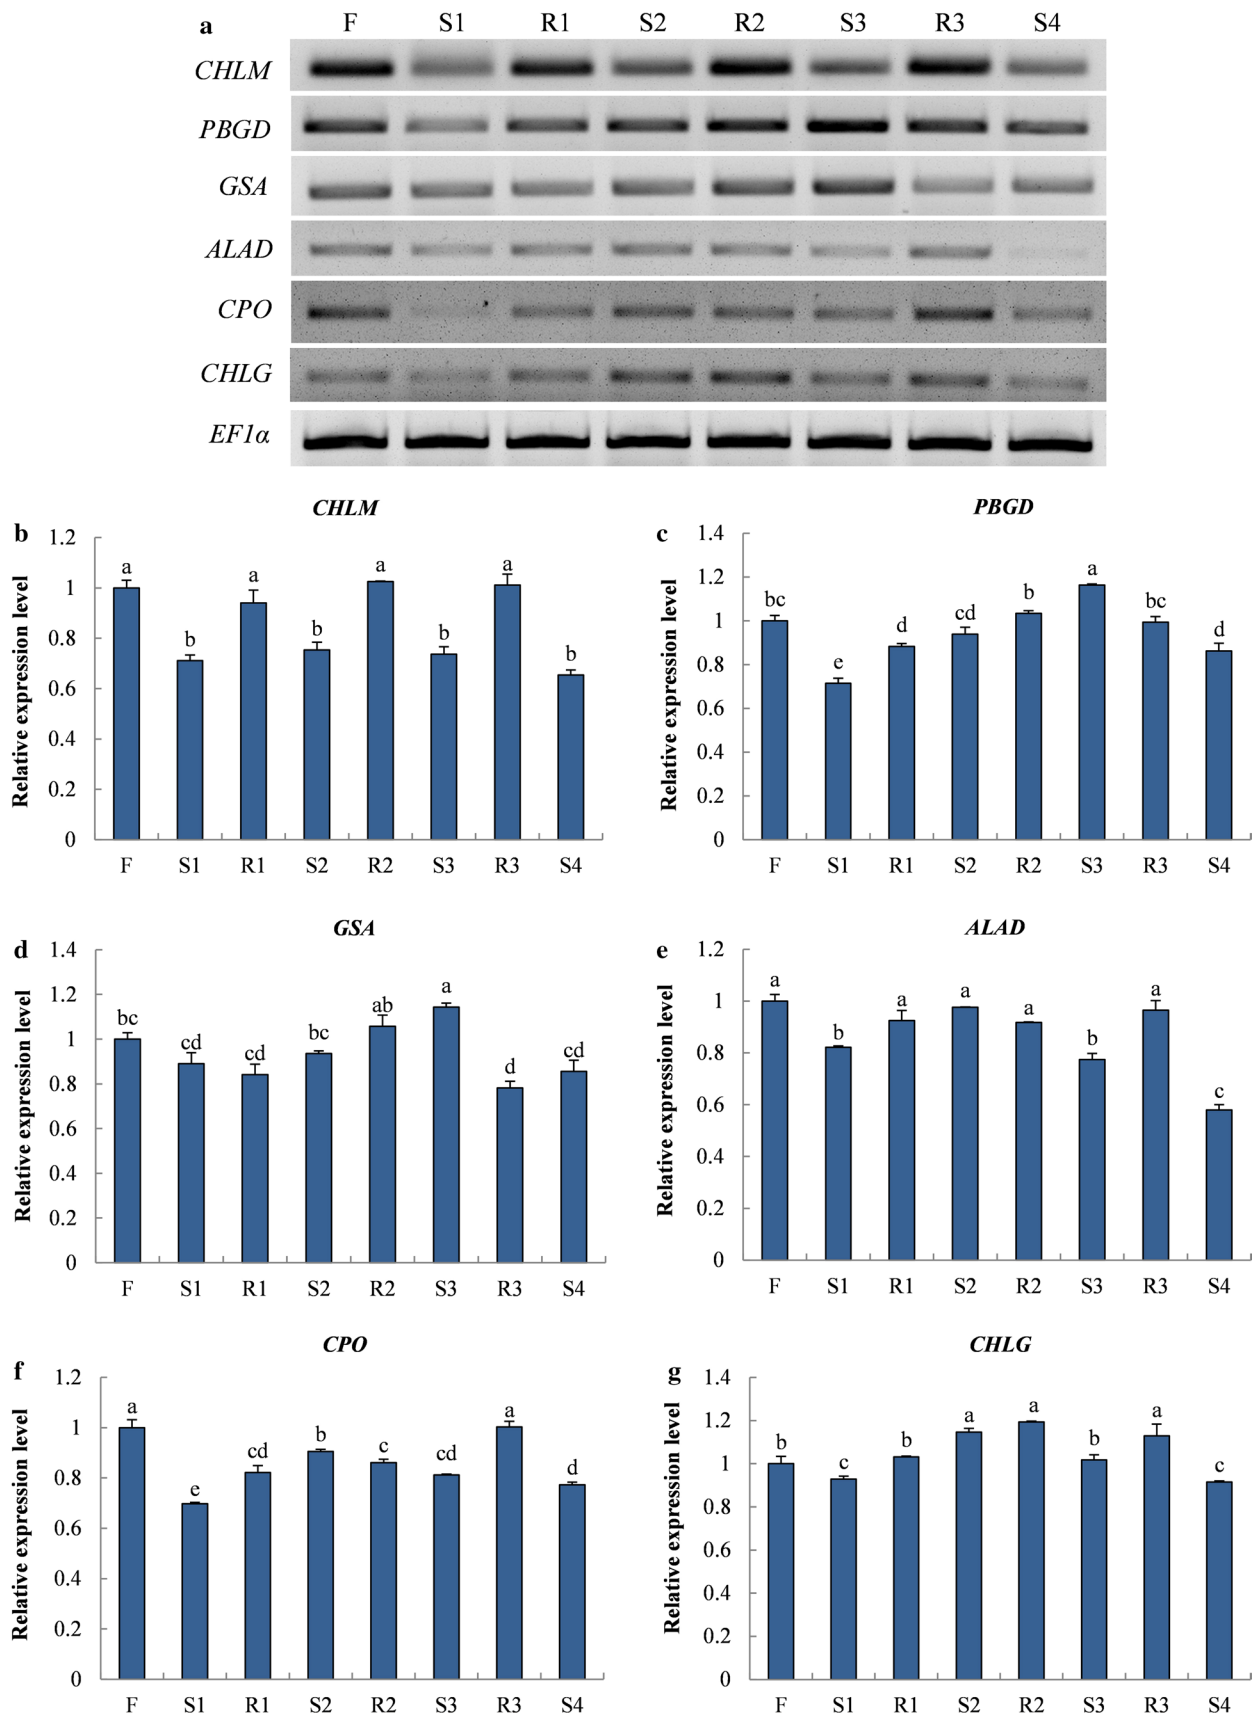 a F S1 R1 S2 R2 S3 R3 S4
CHLM
PBGD
GSA
ALAD
CPO
CHLG
EF1α
b CHLM
Relative expression level
1.2
1
0.8
0.6
0.4
0.2
0
a b a b a b a b
F S1 R1 S2 R2 S3 R3 S4
c PBGD
Relative expression level
1.4
1.2
1
0.8
0.6
0.4
0.2
0
bc e d cd b a bc d
F S1 R1 S2 R2 S3 R3 S4
d GSA
Relative expression level
1.4
1.2
1
0.8
0.6
0.4
0.2
0
bc cd cd bc ab a d cd
F S1 R1 S2 R2 S3 R3 S4
e ALAD
Relative expression level
1.2
1
0.8
0.6
0.4
0.2
0
a b a a a b a c
F S1 R1 S2 R2 S3 R3 S4
f CPO
Relative expression level
1.2
1
0.8
0.6
0.4
0.2
0
a e cd b c cd a d
F S1 R1 S2 R2 S3 R3 S4
g CHLG
Relative expression level
1.4
1.2
1
0.8
0.6
0.4
0.2
0
b c b a a b a c
F S1 R1 S2 R2 S3 R3 S4